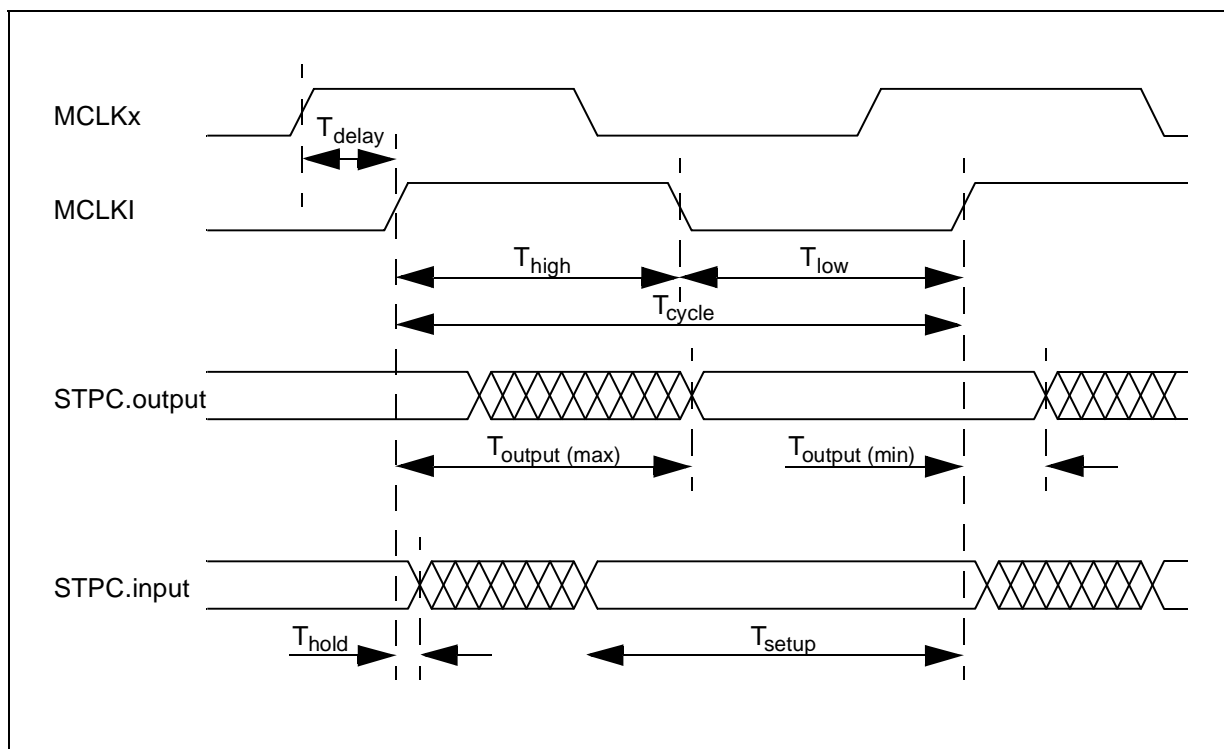 MCLKx
Tdelay
MCLKI
Thigh
Tlow
Tcycle
STPC.output
Toutput (max)
Toutput (min)
STPC.input
Thold
Tsetup